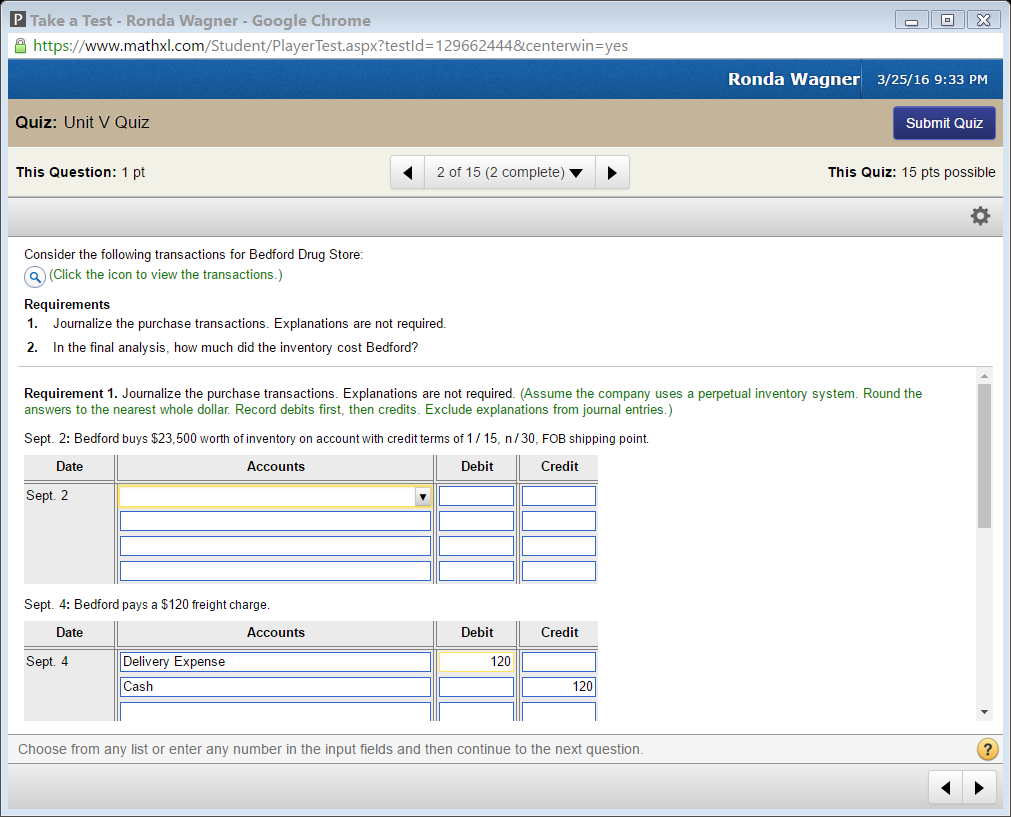 P Take a Test - Ronda Wagner - Google Chrome
https://www.mathxl.com/Student/PlayerTest.aspx?testId=129662444&centerwin=yes
Ronda Wagner 3/25/16 9:33 PM
Quiz: Unit V Quiz Submit Quiz
This Question: 1 pt 2 of 15 (2 complete) This Quiz: 15 pts possible
Consider the following transactions for Bedford Drug Store:
(Click the icon to view the transactions.)
Requirements
1. Journalize the purchase transactions. Explanations are not required.
2. In the final analysis, how much did the inventory cost Bedford?
Requirement 1. Journalize the purchase transactions. Explanations are not required. (Assume the company uses a perpetual inventory system. Round the
answers to the nearest whole dollar. Record debits first, then credits. Exclude explanations from journal entries.)
Sept. 2: Bedford buys $23,500 worth of inventory on account with credit terms of 1 / 15, n / 30, FOB shipping point.
Date Accounts Debit Credit
Sept. 2
Sept. 4: Bedford pays a $120 freight charge.
Date Accounts Debit Credit
Sept. 4 Delivery Expense 120
Cash 120
Choose from any list or enter any number in the input fields and then continue to the next question. ?